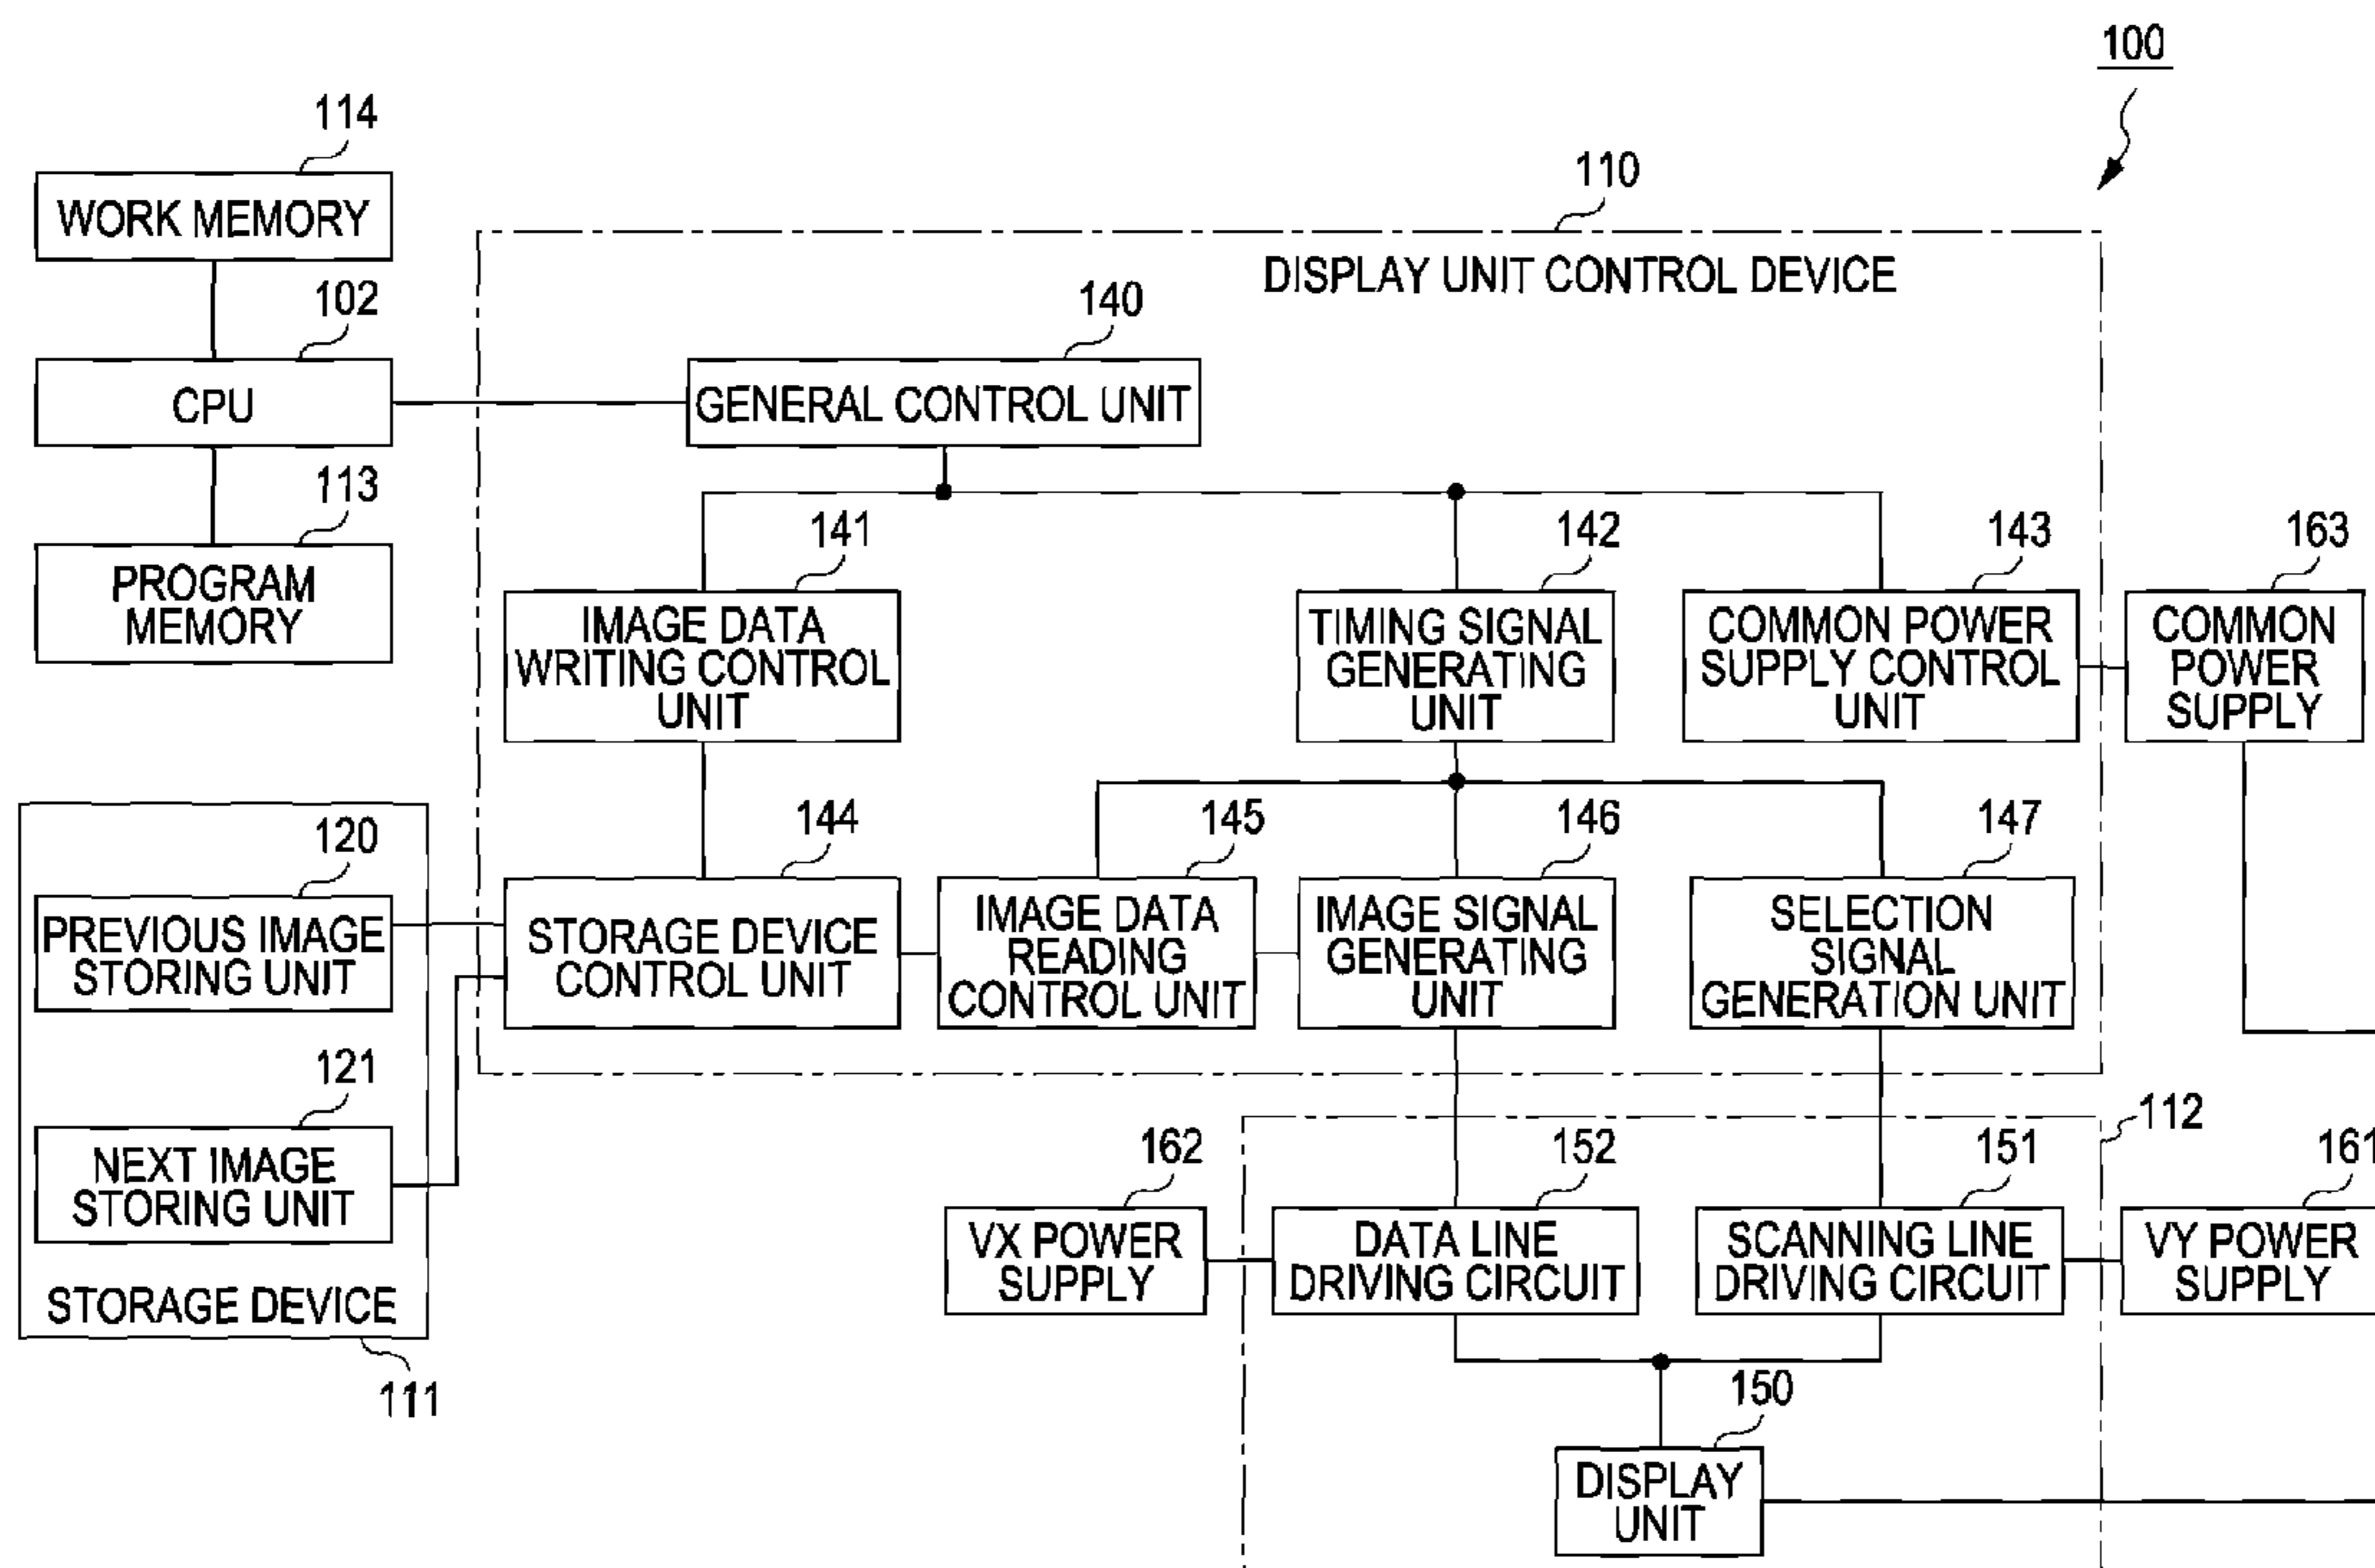 100
114
WORK MEMORY
110
DISPLAY UNIT CONTROL DEVICE
102
CPU
140
GENERAL CONTROL UNIT
113
PROGRAM
MEMORY
141
IMAGE DATA
WRITING CONTROL
UNIT
142
TIMING SIGNAL
GENERATING
UNIT
143
COMMON POWER
SUPPLY CONTROL
UNIT
163
COMMON
POWER
SUPPLY
120
PREVIOUS IMAGE
STORING UNIT
144
STORAGE DEVICE
CONTROL UNIT
145
IMAGE DATA
READING
CONTROL UNIT
146
IMAGE SIGNAL
GENERATING
UNIT
147
SELECTION
SIGNAL
GENERATION UNIT
121
NEXT IMAGE
STORING UNIT
STORAGE DEVICE
111
112
162
VX POWER
SUPPLY
152
DATA LINE
DRIVING CIRCUIT
151
SCANNING LINE
DRIVING CIRCUIT
161
VY POWER
SUPPLY
150
DISPLAY
UNIT